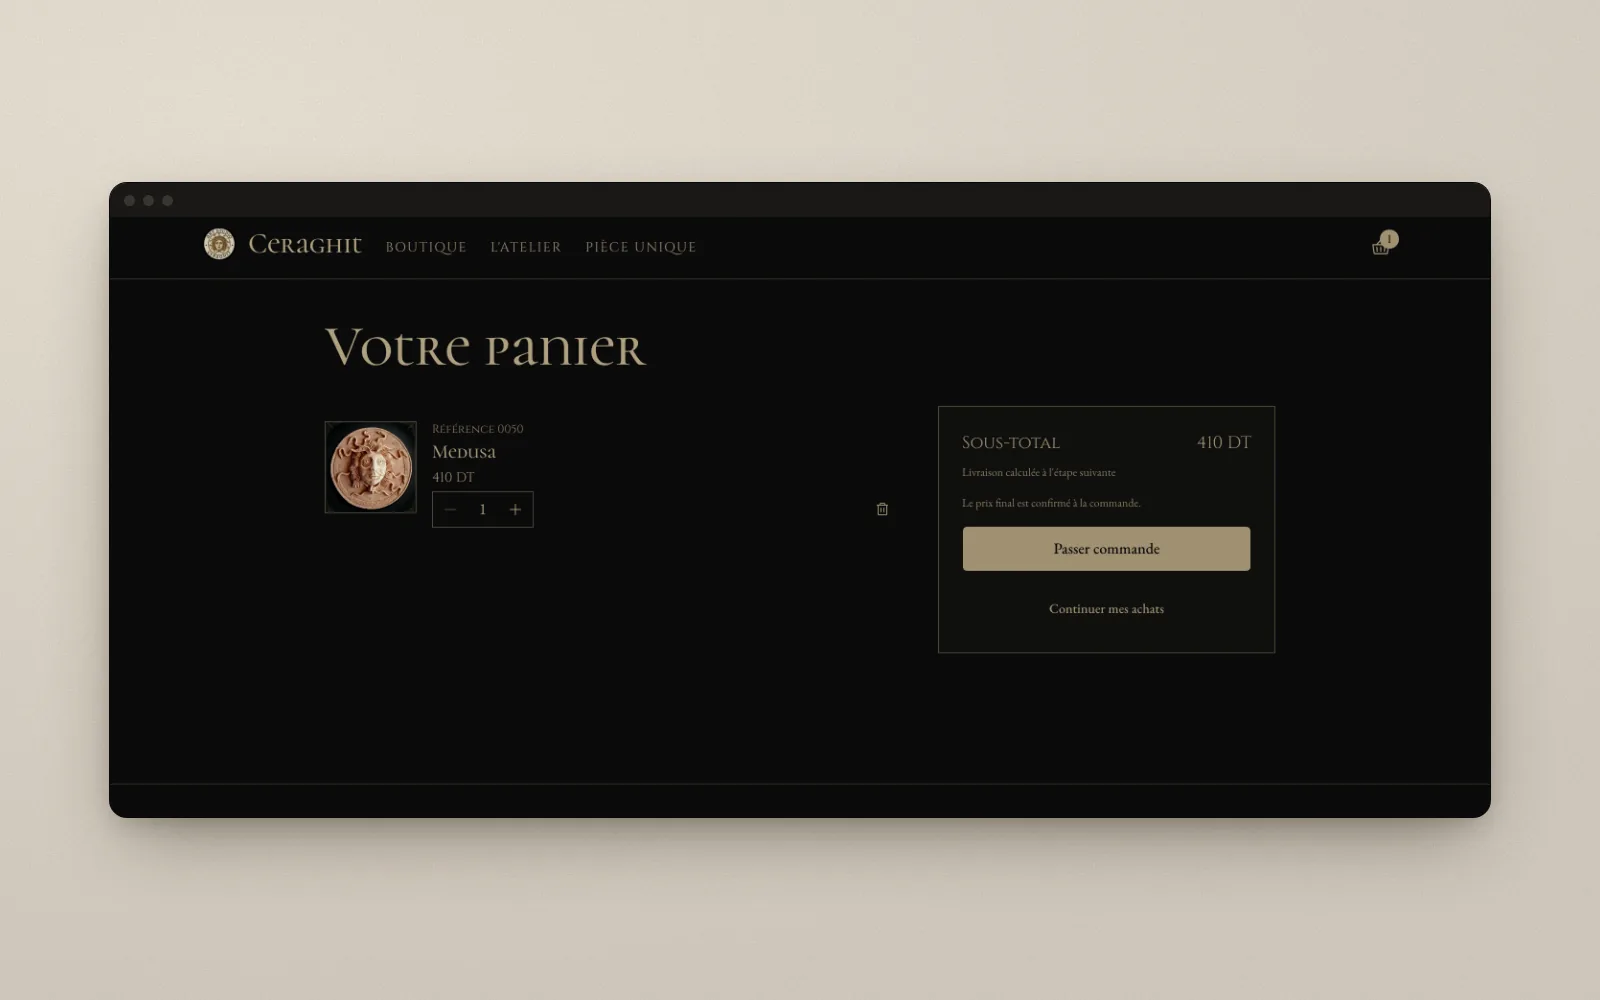 Ceraghit BOUTIQUE L'ATELIER PIÈCE UNIQUE 1
Votre panier
Référence 0050
Medusa
410 DT
1
Sous-total 410 DT
Livraison calculée à l'étape suivante
Le prix final est confirmé à la commande.
Passer commande
Continuer mes achats